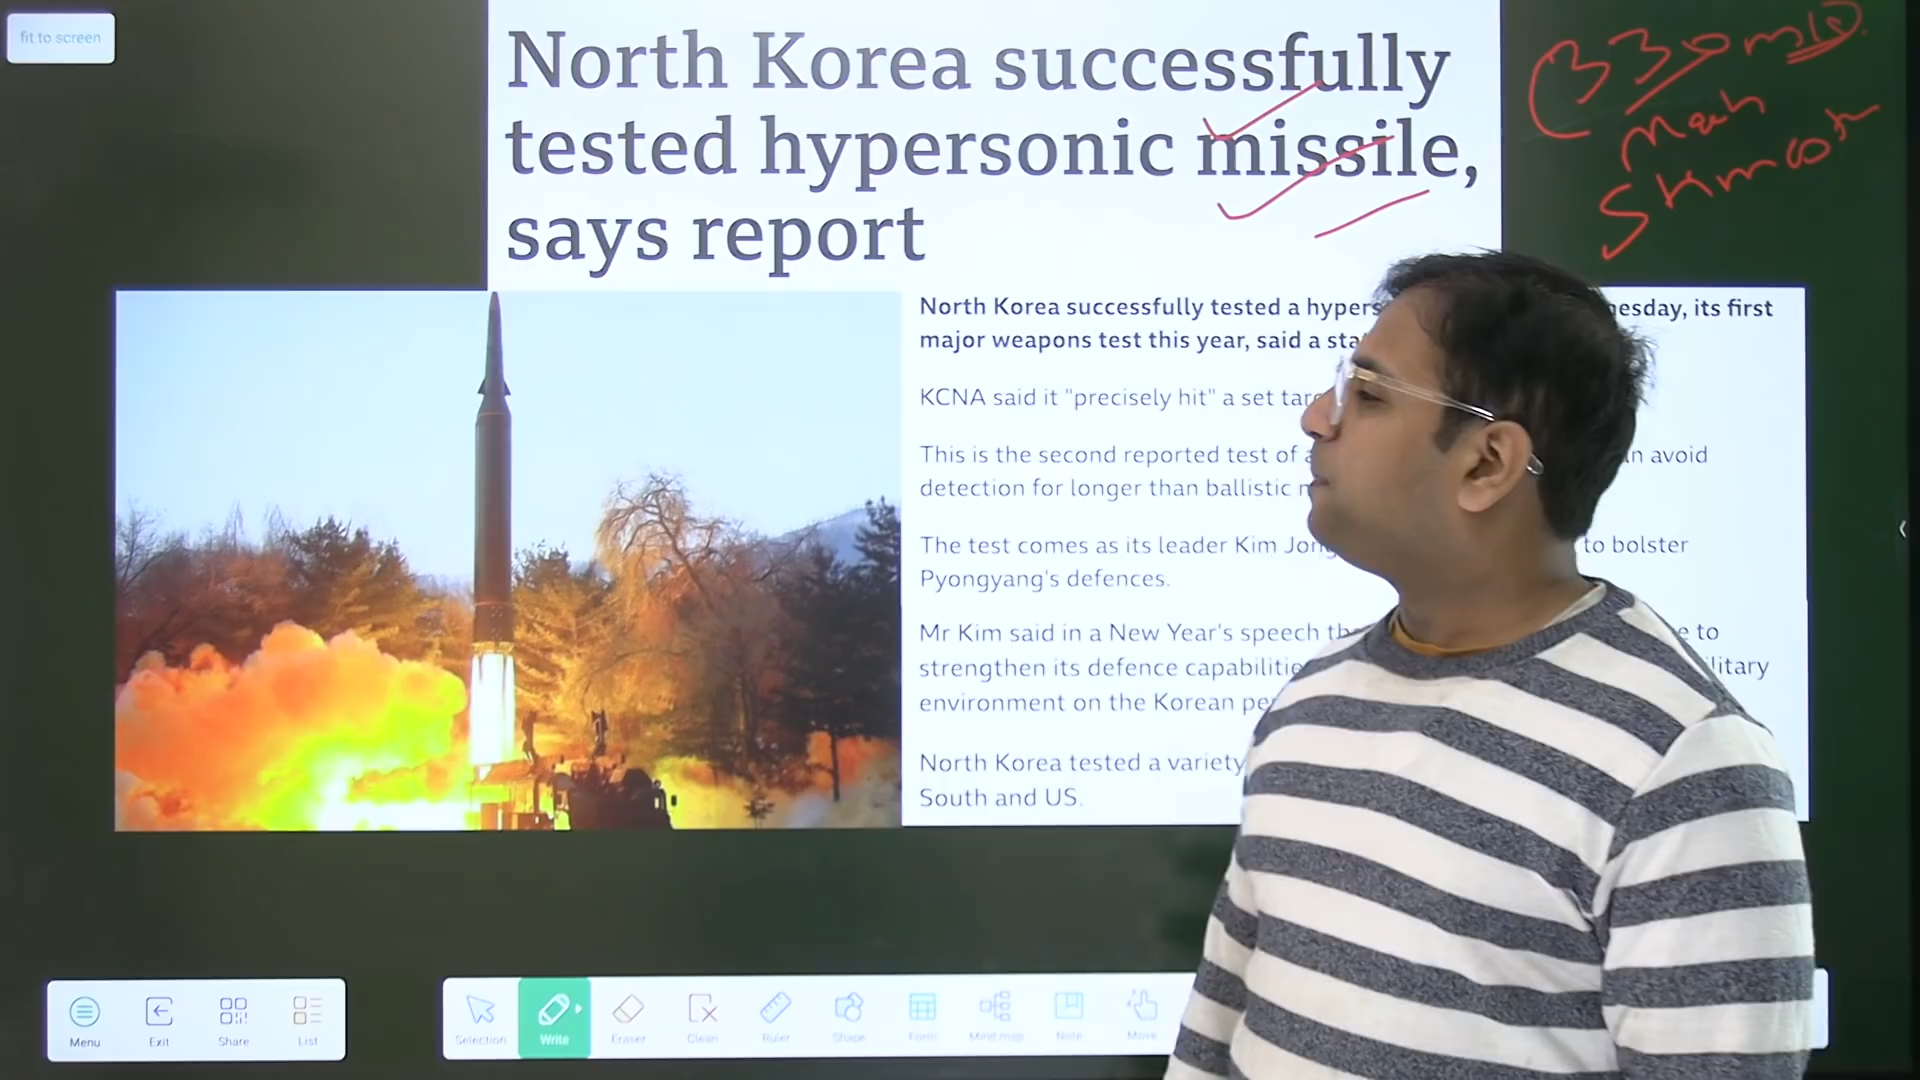 fit to screen
North Korea successfully
tested hypersonic missile,
says report
330 m/s
Mach
North Korea successfully tested a hypers nesday, its first
major weapons test this year, said a sta
KCNA said it "precisely hit" a set targ
This is the second reported test of a n avoid
detection for longer than ballistic m
The test comes as its leader Kim Jong to bolster
Pyongyang's defences.
Mr Kim said in a New Year's speech tha e to
strengthen its defence capabilitie litary
environment on the Korean pe
North Korea tested a variety
South and US.
Menu
Exit
Share
List
Selection
Write
Eraser
Clean
Ruler
Shape
Form
Mind map
Note
Move